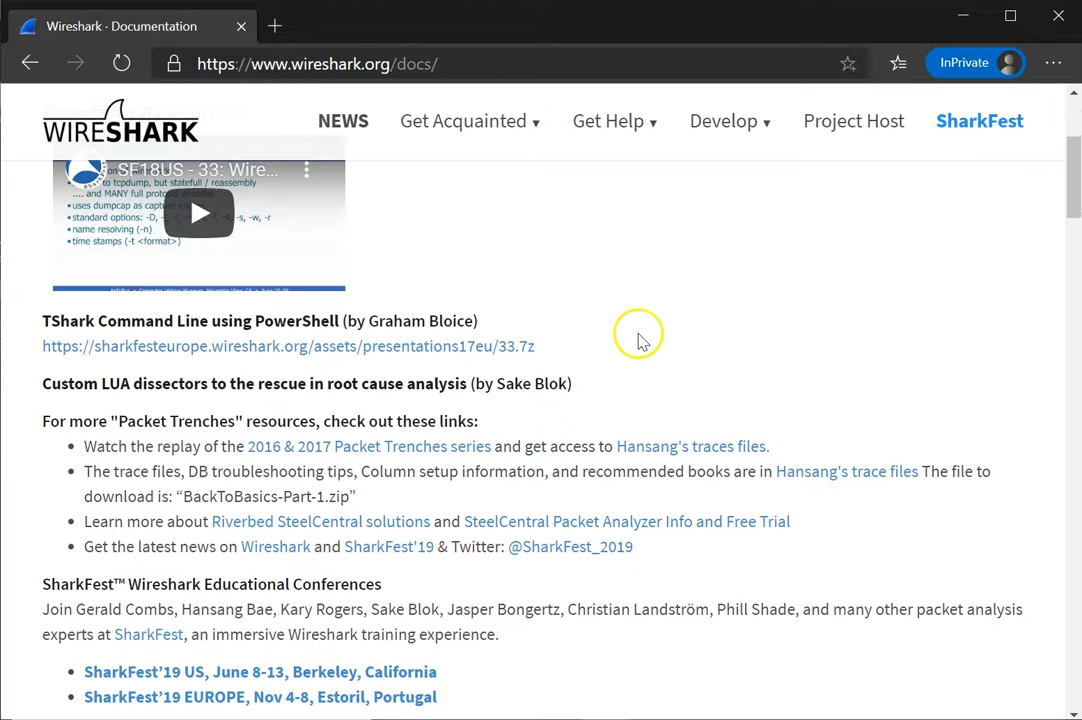 Wireshark · Documentation
https://www.wireshark.org/docs/
InPrivate
WIRESHARK
NEWS Get Acquainted ▾ Get Help ▾ Develop ▾ Project Host SharkFest
SF18US - 33: Wire...
to tcpdump, but statefull / reassembly
.... and MANY full proto
uses dumpcap as capture
standard options: -D, -s, -w, -r
name resolving (-n)
time stamps (-t <format>)
TShark Command Line using PowerShell (by Graham Bloice)
https://sharkfesteurope.wireshark.org/assets/presentations17eu/33.7z
Custom LUA dissectors to the rescue in root cause analysis (by Sake Blok)
For more "Packet Trenches" resources, check out these links:
• Watch the replay of the 2016 & 2017 Packet Trenches series and get access to Hansang's traces files.
• The trace files, DB troubleshooting tips, Column setup information, and recommended books are in Hansang's trace files The file to
download is: “BackToBasics-Part-1.zip”
• Learn more about Riverbed SteelCentral solutions and SteelCentral Packet Analyzer Info and Free Trial
• Get the latest news on Wireshark and SharkFest'19 & Twitter: @SharkFest_2019
SharkFest™ Wireshark Educational Conferences
Join Gerald Combs, Hansang Bae, Kary Rogers, Sake Blok, Jasper Bongertz, Christian Landström, Phill Shade, and many other packet analysis
experts at SharkFest, an immersive Wireshark training experience.
• SharkFest’19 US, June 8-13, Berkeley, California
• SharkFest’19 EUROPE, Nov 4-8, Estoril, Portugal